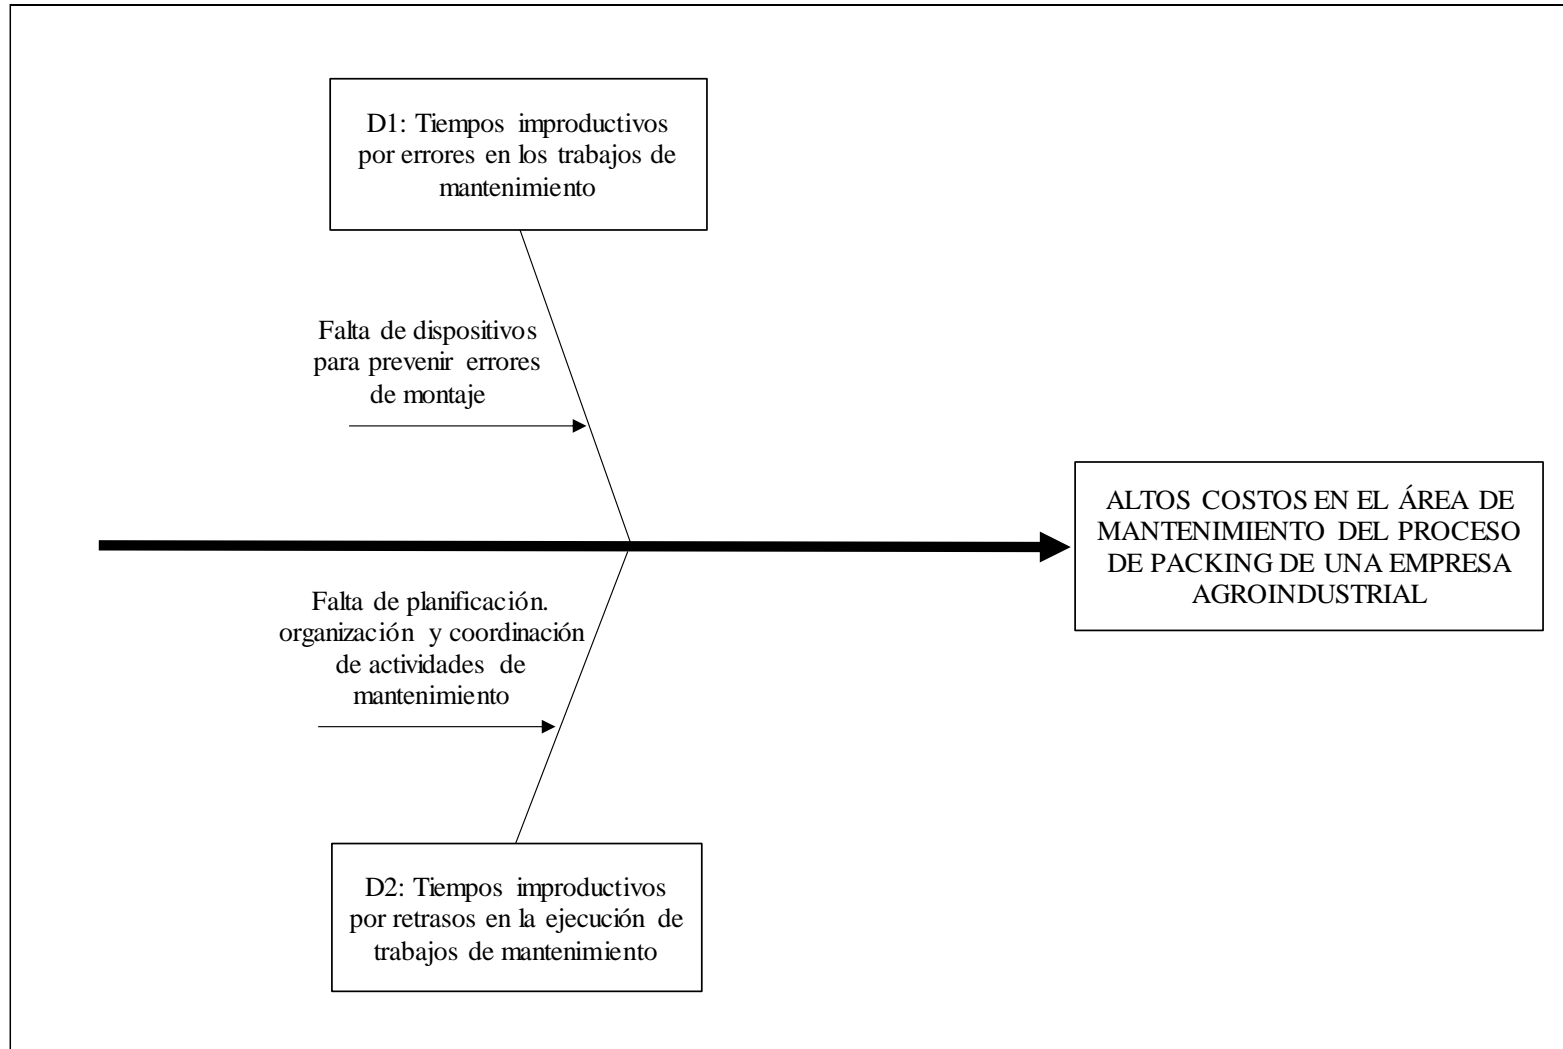 D1: Tiempos improductivos
por errores en los trabajos de
mantenimiento
Falta de dispositivos
para prevenir errores
de montaje
ALTOS COSTOS EN EL ÁREA DE
MANTENIMIENTO DEL PROCESO
DE PACKING DE UNA EMPRESA
AGROINDUSTRIAL
Falta de planificación.
organización y coordinación
de actividades de
mantenimiento
D2: Tiempos improductivos
por retrasos en la ejecución de
trabajos de mantenimiento